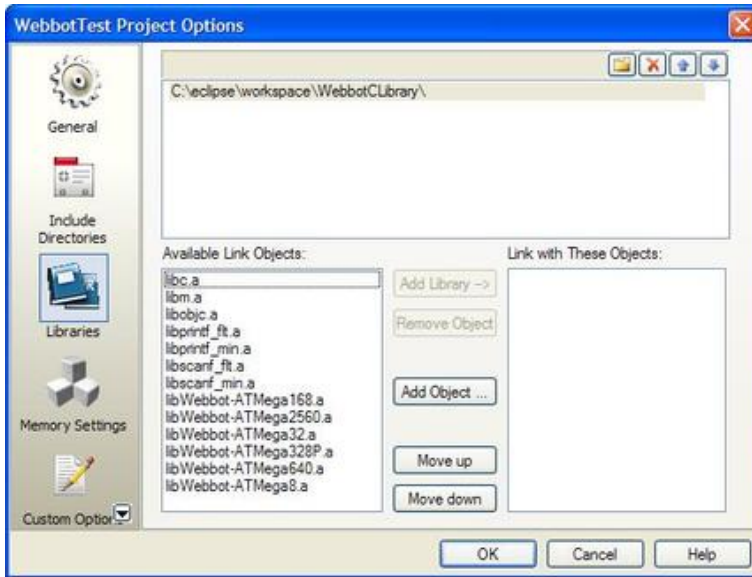 WebbotTest Project Options
General
Include
Directories
Libraries
Memory Settings
Custom Option
C:\eclipse\workspace\WebbotCLibrary\
Available Link Objects:
Link with These Objects:
libc.a
libm.a
libobjc.a
libprintf_flt.a
libprintf_min.a
libscanf_flt.a
libscanf_min.a
libWebbot-ATMega168.a
libWebbot-ATMega2560.a
libWebbot-ATMega32.a
libWebbot-ATMega328P.a
libWebbot-ATMega640.a
libWebbot-ATMega8.a
Add Library -->
Remove Object
Add Object ...
Move up
Move down
OK
Cancel
Help